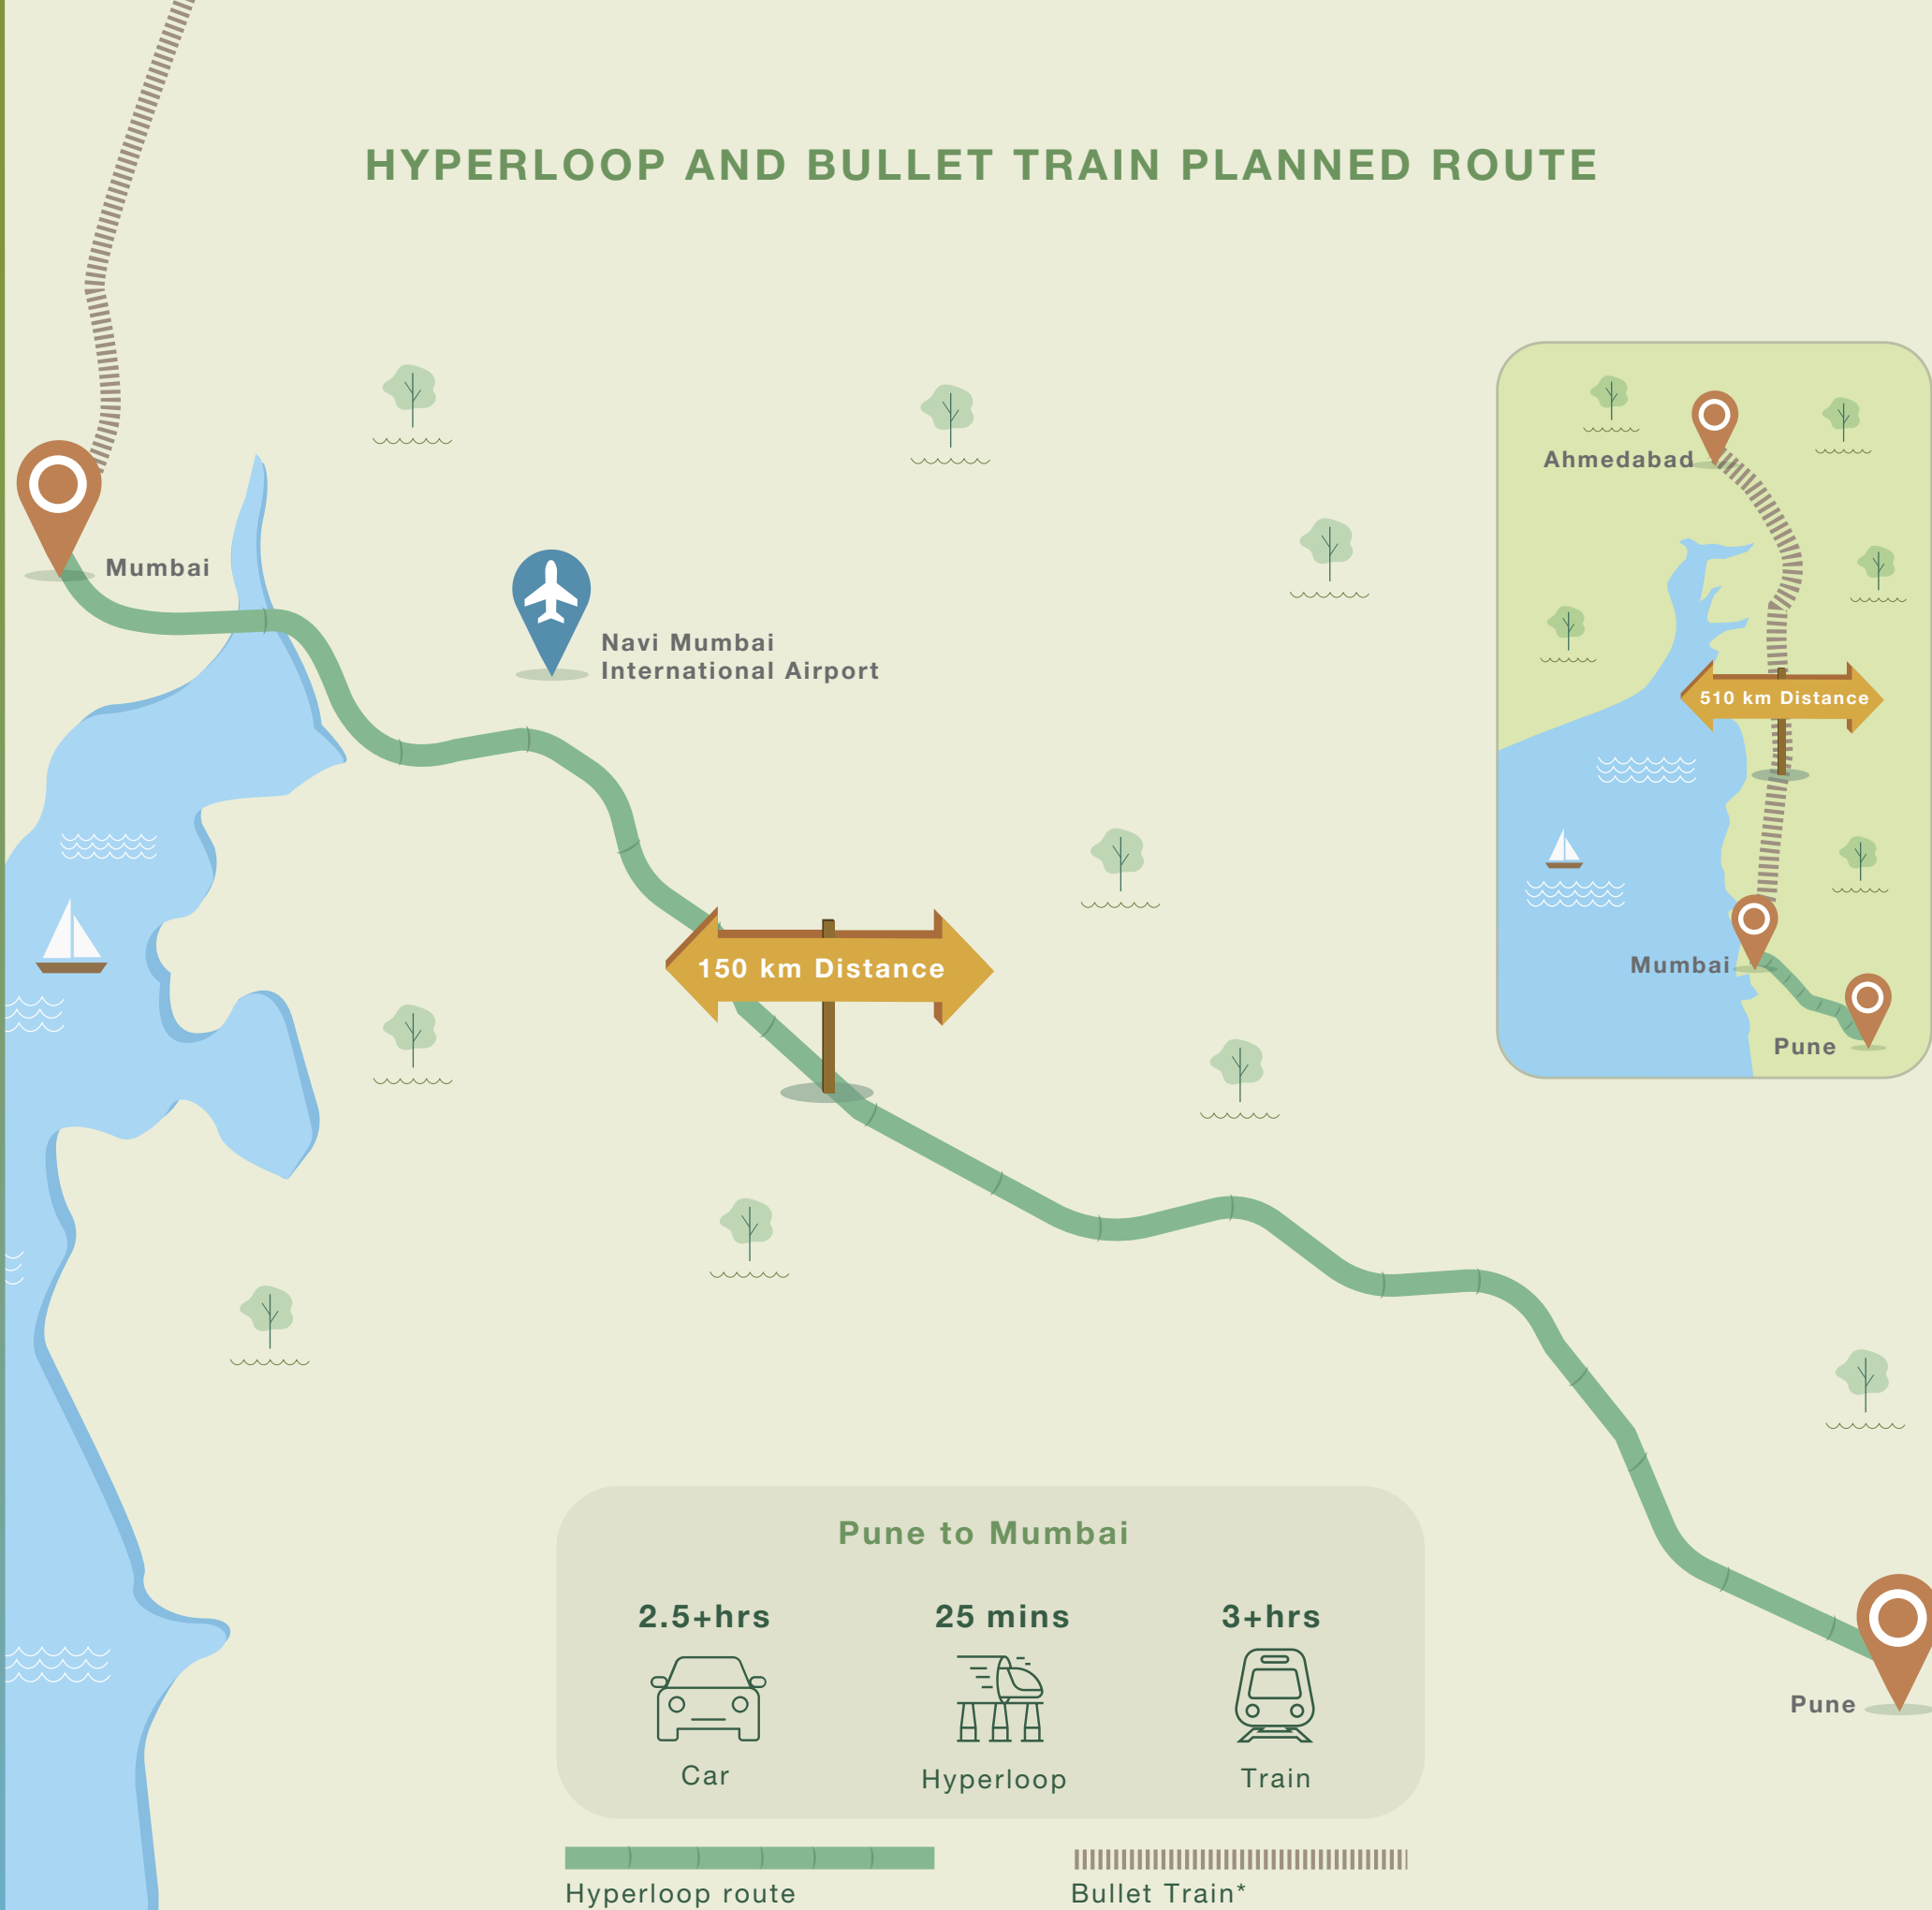 HYPERLOOP AND BULLET TRAIN PLANNED ROUTE
Ahmedabad
Mumbai
Navi Mumbai
International Airport
510 km Distance
150 km Distance
Mumbai
Pune
Pune to Mumbai
2.5+hrs
25 mins
3+hrs
Car
Hyperloop
Train
Pune
Hyperloop route
Bullet Train*